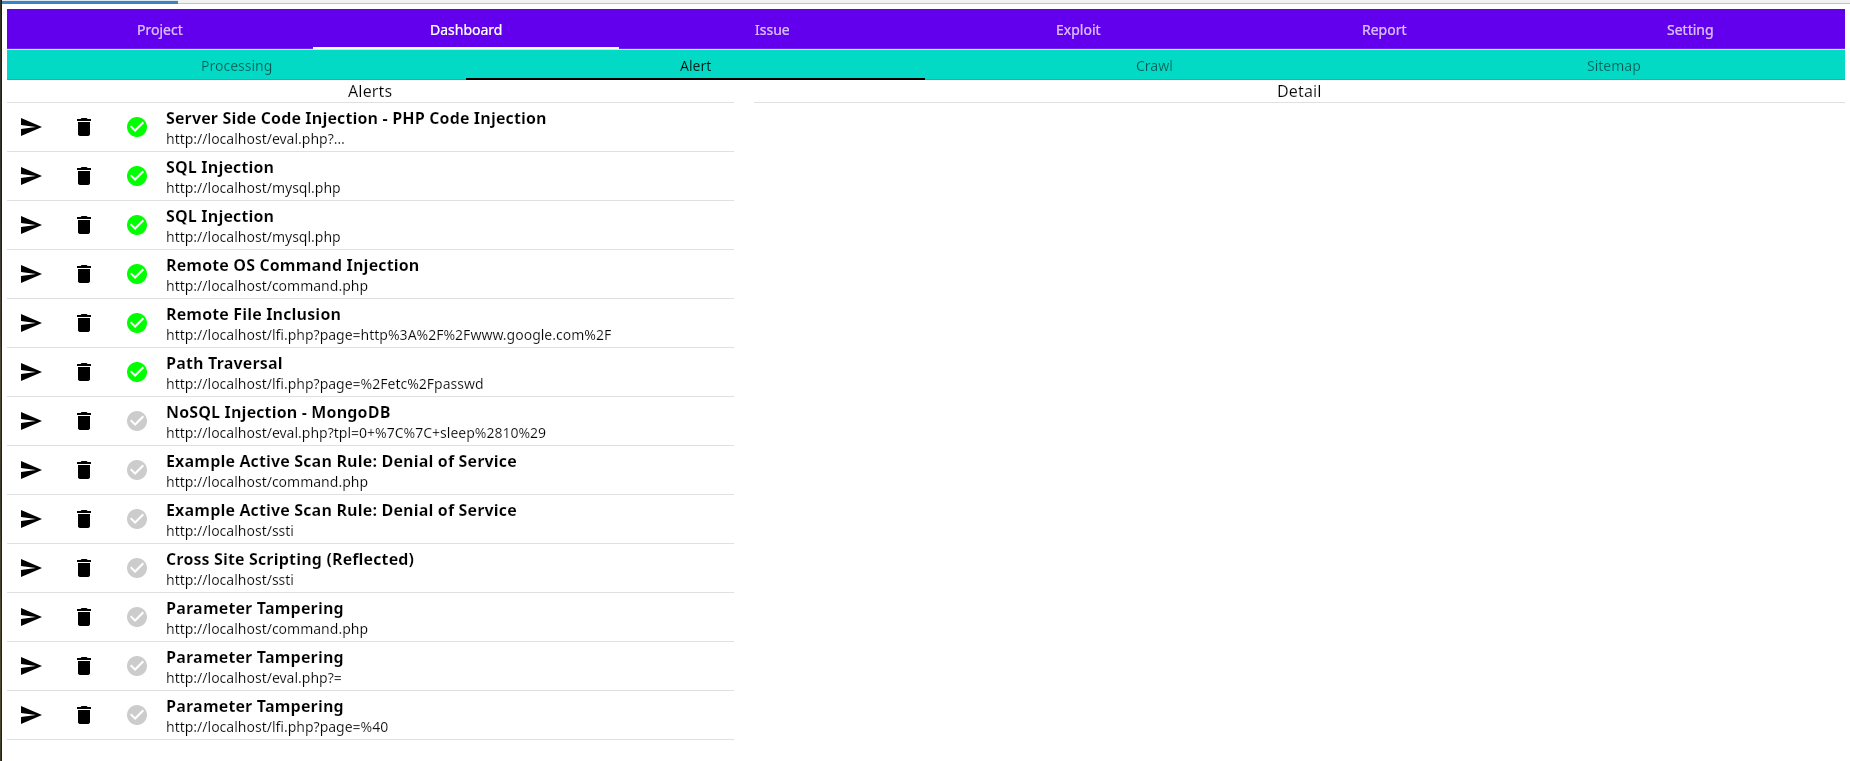 Project Dashboard Issue Exploit Report Setting
Processing Alert Crawl Sitemap
Alerts
Server Side Code Injection - PHP Code Injection
http://localhost/eval.php?...
SQL Injection
http://localhost/mysql.php
SQL Injection
http://localhost/mysql.php
Remote OS Command Injection
http://localhost/command.php
Remote File Inclusion
http://localhost/lfi.php?page=http%3A%2F%2Fwww.google.com%2F
Path Traversal
http://localhost/lfi.php?page=%2Fetc%2Fpasswd
NoSQL Injection - MongoDB
http://localhost/eval.php?tpl=0+%7C%7C+sleep%2810%29
Example Active Scan Rule: Denial of Service
http://localhost/command.php
Example Active Scan Rule: Denial of Service
http://localhost/ssti
Cross Site Scripting (Reflected)
http://localhost/ssti
Parameter Tampering
http://localhost/command.php
Parameter Tampering
http://localhost/eval.php?=
Parameter Tampering
http://localhost/lfi.php?page=%40
Detail